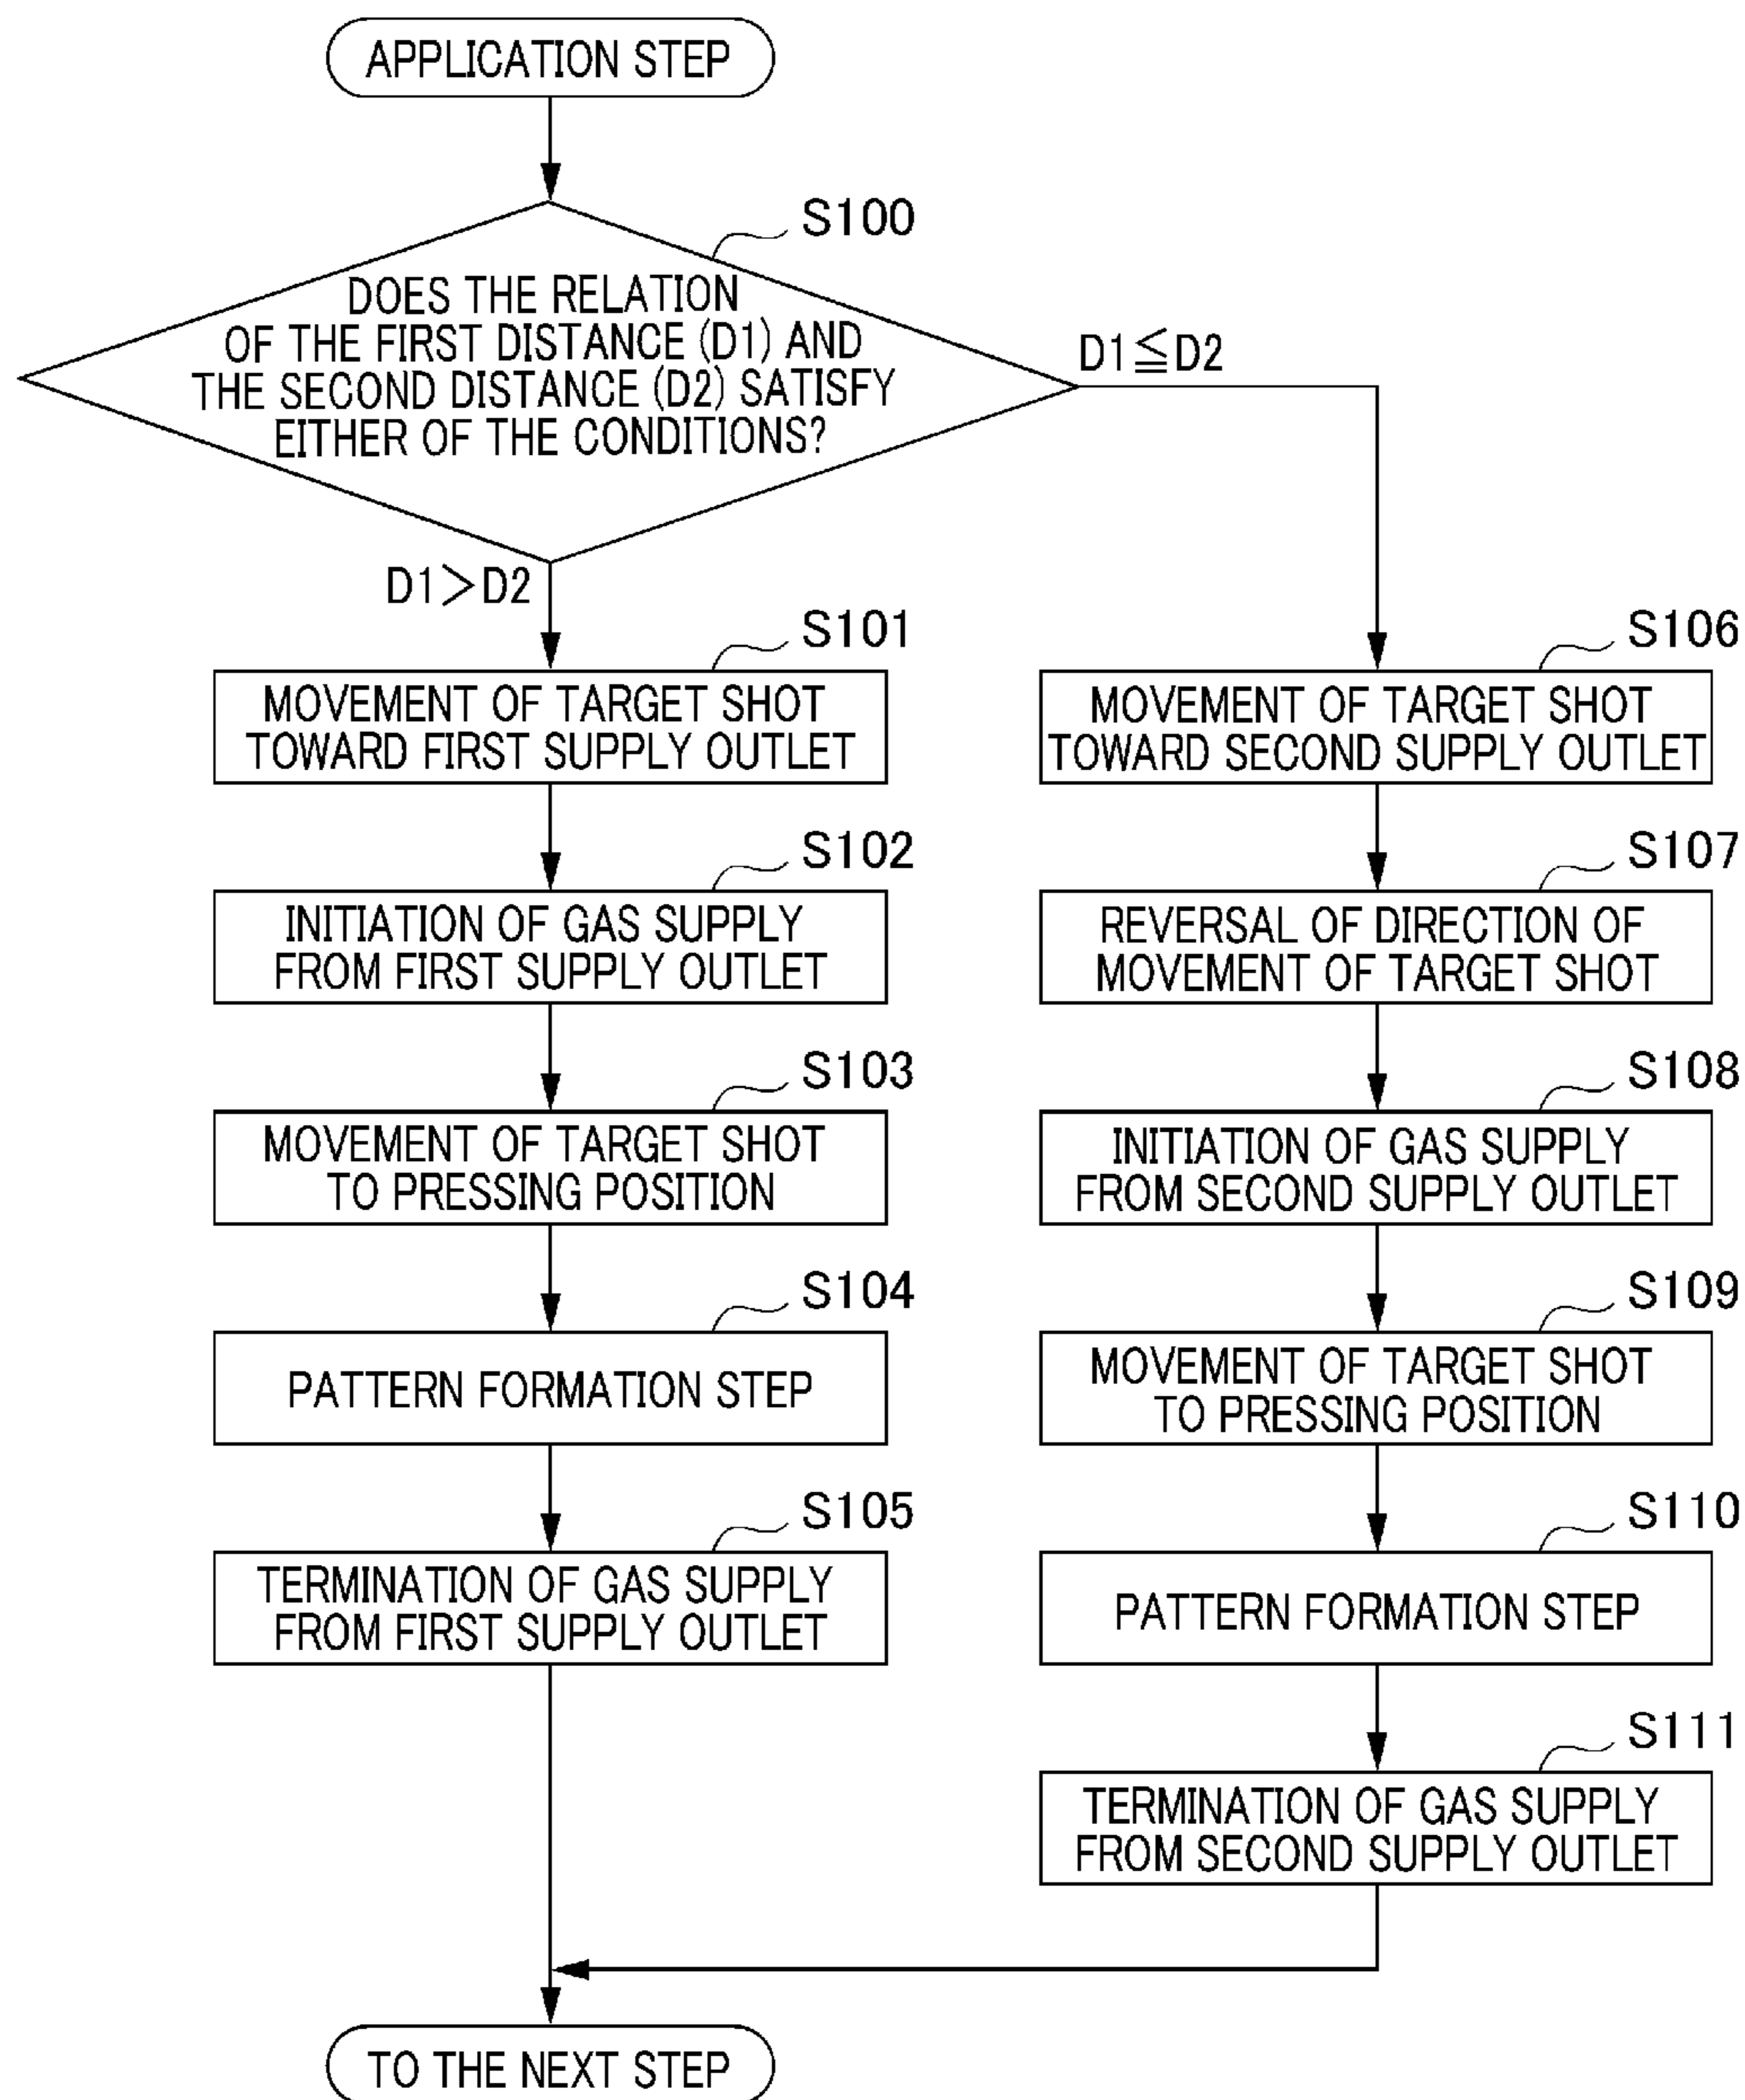 APPLICATION STEP
S100
DOES THE RELATION
OF THE FIRST DISTANCE (D1) AND
THE SECOND DISTANCE (D2) SATISFY
EITHER OF THE CONDITIONS?
D1≦D2
D1>D2
S101
MOVEMENT OF TARGET SHOT
TOWARD FIRST SUPPLY OUTLET
S102
INITIATION OF GAS SUPPLY
FROM FIRST SUPPLY OUTLET
S103
MOVEMENT OF TARGET SHOT
TO PRESSING POSITION
S104
PATTERN FORMATION STEP
S105
TERMINATION OF GAS SUPPLY
FROM FIRST SUPPLY OUTLET
S106
MOVEMENT OF TARGET SHOT
TOWARD SECOND SUPPLY OUTLET
S107
REVERSAL OF DIRECTION OF
MOVEMENT OF TARGET SHOT
S108
INITIATION OF GAS SUPPLY
FROM SECOND SUPPLY OUTLET
S109
MOVEMENT OF TARGET SHOT
TO PRESSING POSITION
S110
PATTERN FORMATION STEP
S111
TERMINATION OF GAS SUPPLY
FROM SECOND SUPPLY OUTLET
TO THE NEXT STEP